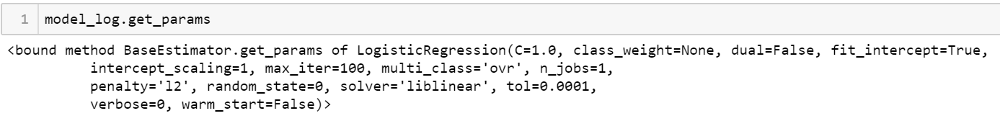 1 model_log.get_params
<bound method BaseEstimator.get_params of LogisticRegression(C=1.0, class_weight=None, dual=False, fit_intercept=True,
intercept_scaling=1, max_iter=100, multi_class='ovr', n_jobs=1,
penalty='l2', random_state=0, solver='liblinear', tol=0.0001,
verbose=0, warm_start=False)>